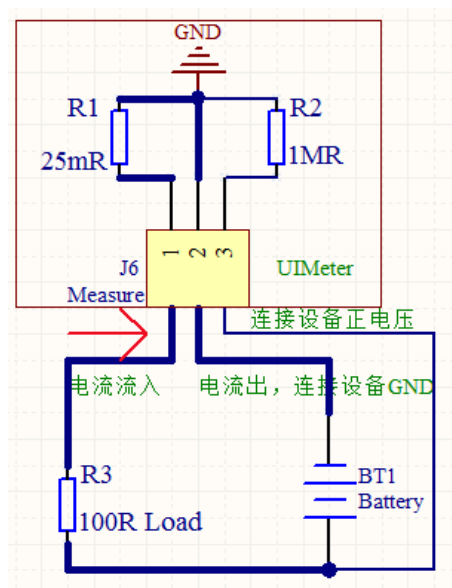 GND
R1
R2
25mR
1MR
1 2 3
J6
UIMeter
Measure
连接设备正电压
电流流入
电流出，连接设备GND
R3
BT1
100R Load
Battery